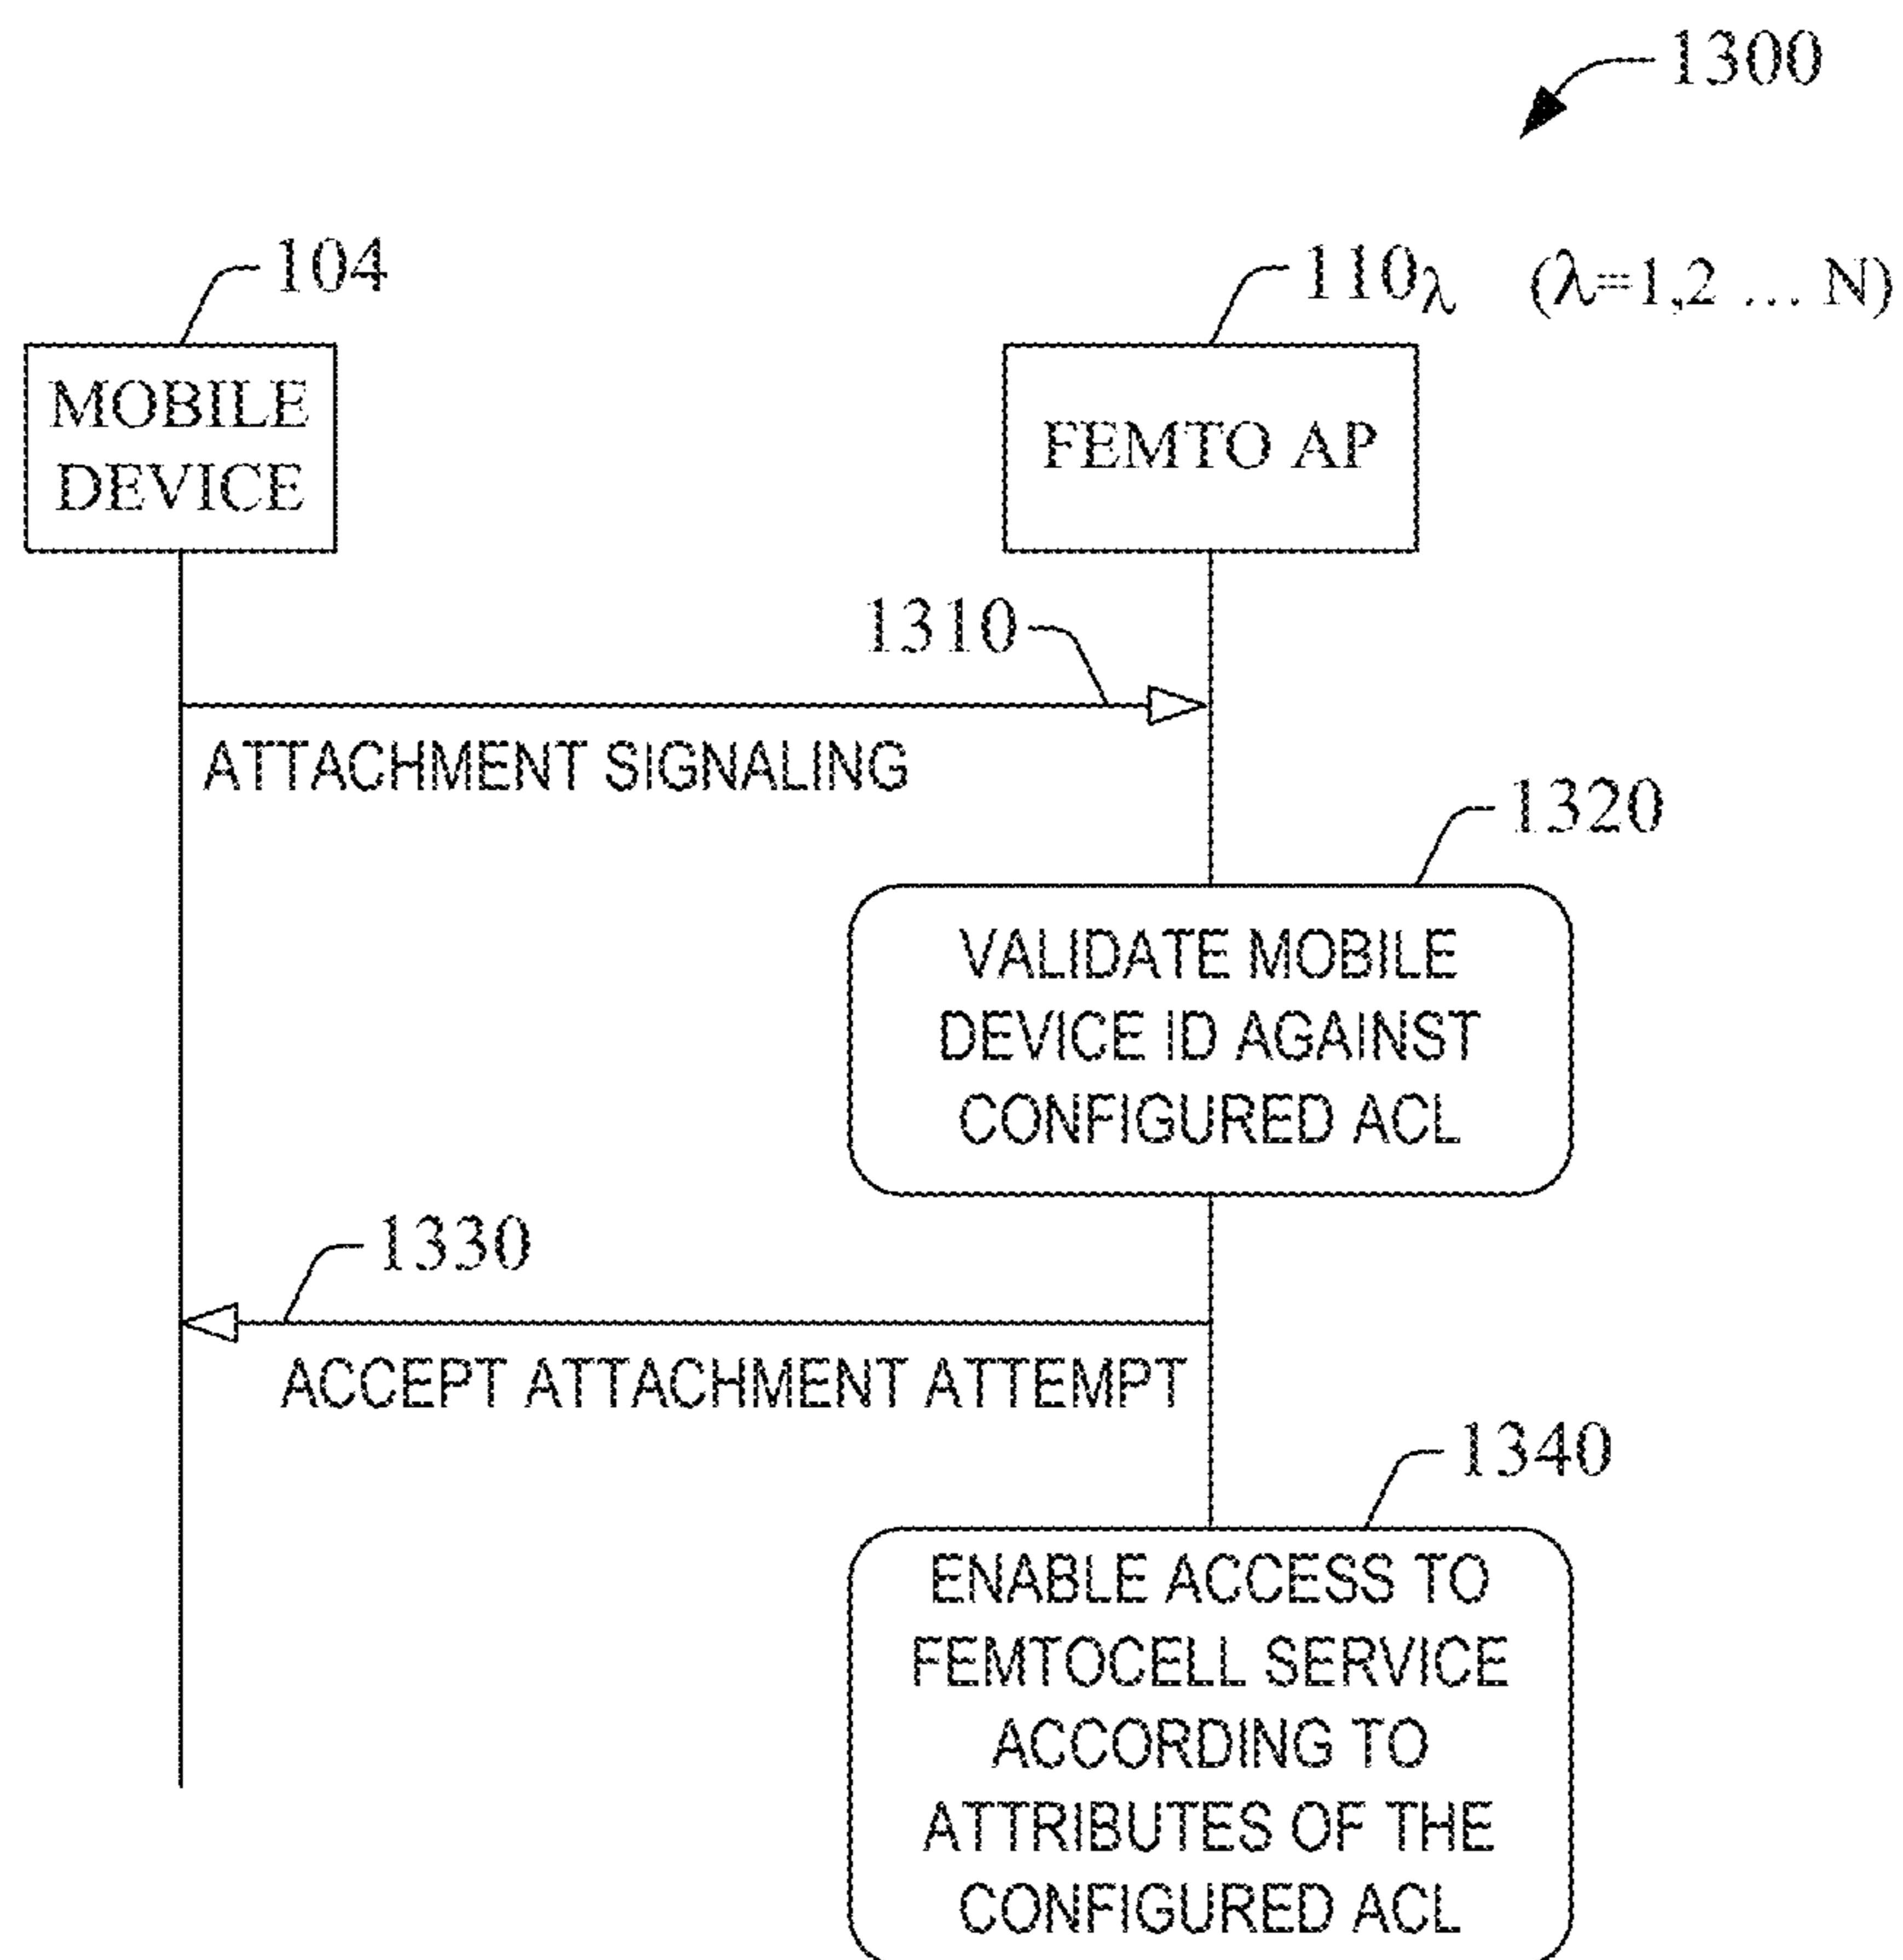 1300
104
110λ (λ=1,2 ... N)
MOBILE
DEVICE
FEMTO AP
1310
ATTACHMENT SIGNALING
1320
VALIDATE MOBILE
DEVICE ID AGAINST
CONFIGURED ACL
1330
ACCEPT ATTACHMENT ATTEMPT
1340
ENABLE ACCESS TO
FEMTOCELL SERVICE
ACCORDING TO
ATTRIBUTES OF THE
CONFIGURED ACL